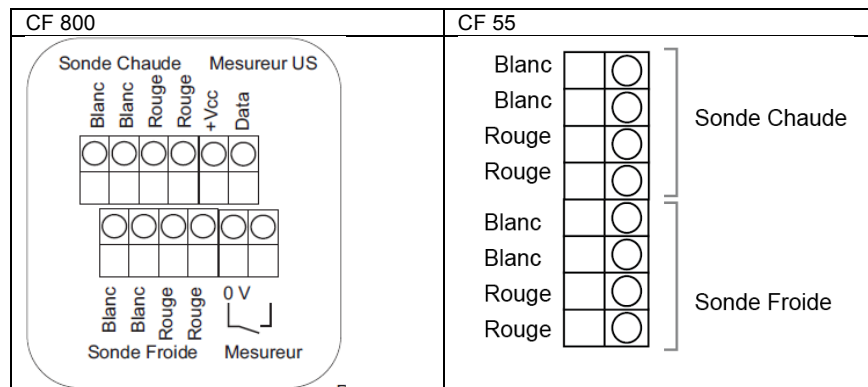 CF 800
CF 55
Sonde Chaude Mesureur US
Blanc
Blanc
Rouge
Rouge
+Vcc
Data
Blanc
Blanc
Rouge
Rouge
0 V
Sonde Froide Mesureur
Blanc
Blanc
Rouge
Rouge
Sonde Chaude
Blanc
Blanc
Rouge
Rouge
Sonde Froide